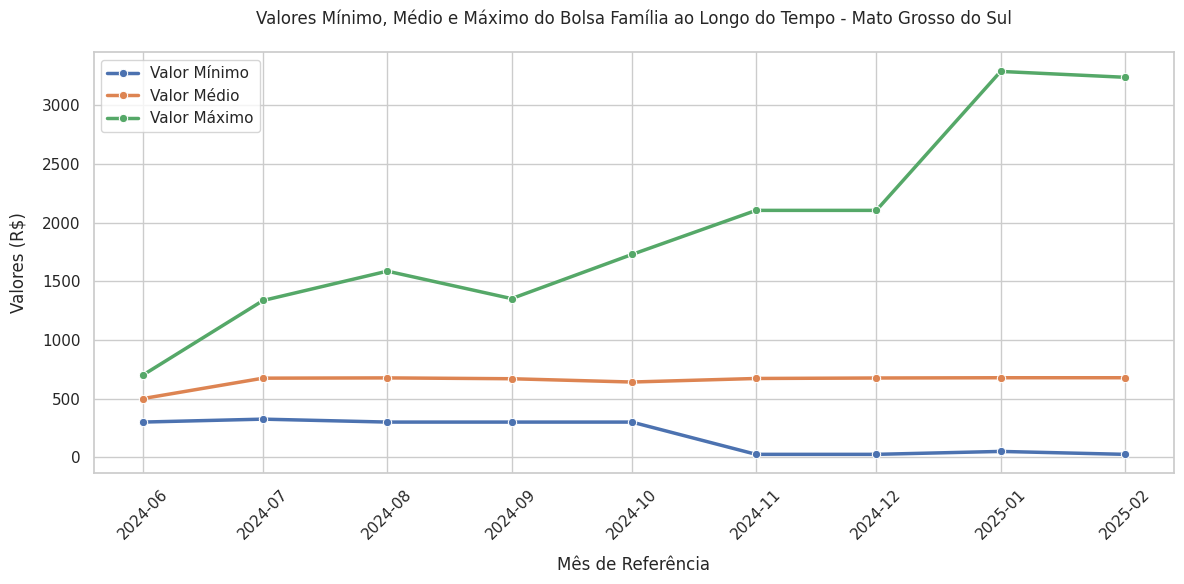 Valores Mínimo, Médio e Máximo do Bolsa Família ao Longo do Tempo - Mato Grosso do Sul
Valor Mínimo
Valor Médio
Valor Máximo
Valores (R$)
3000
2500
2000
1500
1000
500
0
2024-06
2024-07
2024-08
2024-09
2024-10
2024-11
2024-12
2025-01
2025-02
Mês de Referência